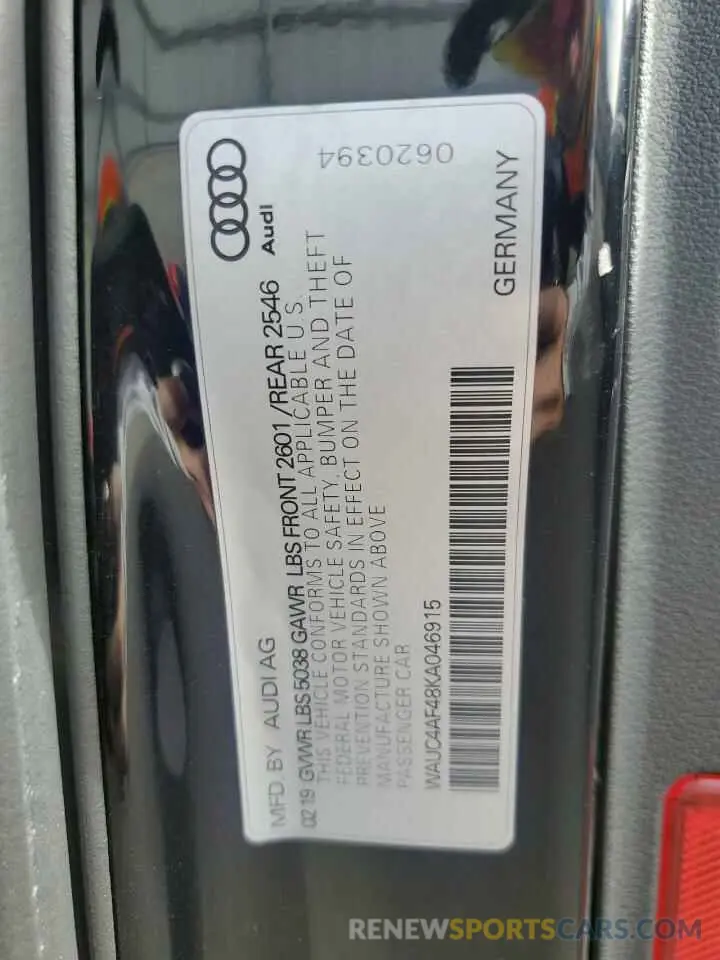 0620394
Audi
GERMANY
MFD. BY AUDI AG
02 19 GVWR LBS 5038 GAWR LBS FRONT 2601 / REAR 2546
THIS VEHICLE CONFORMS TO ALL APPLICABLE U.S.
FEDERAL MOTOR VEHICLE SAFETY, BUMPER AND THEFT
PREVENTION STANDARDS IN EFFECT ON THE DATE OF
MANUFACTURE SHOWN ABOVE
PASSENGER CAR
WAUC4AF48KA046915
RENEWSPORTSCARS.COM